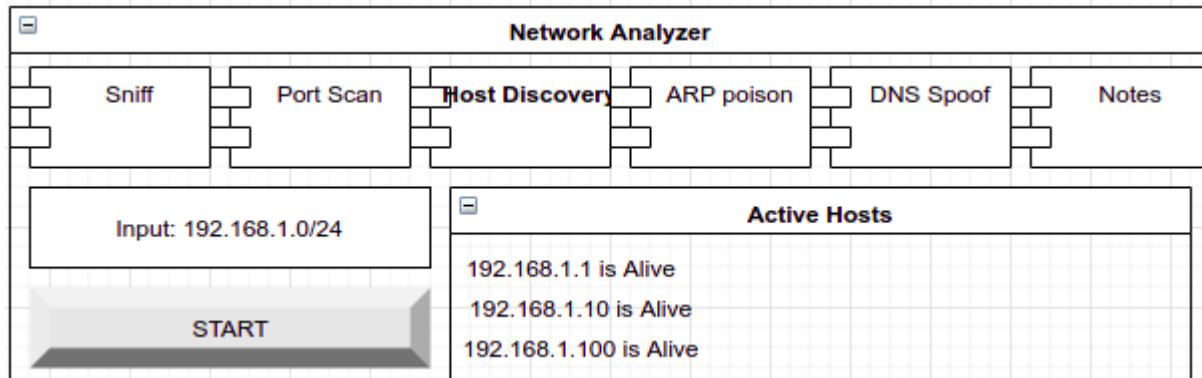 Network Analyzer
Sniff Port Scan Host Discovery ARP poison DNS Spoof Notes
Input: 192.168.1.0/24
START
Active Hosts
192.168.1.1 is Alive
192.168.1.10 is Alive
192.168.1.100 is Alive